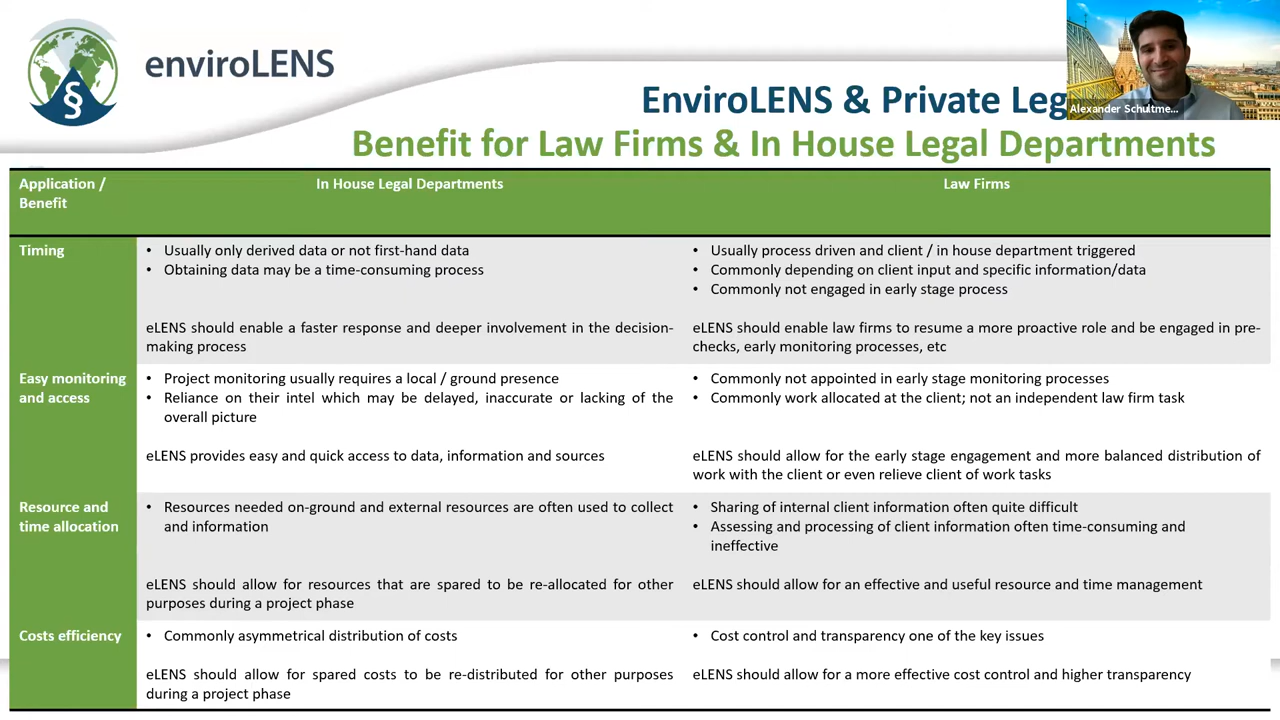 enviroLENS
§
EnviroLENS & Private Leg
Alexander Schultme...
Benefit for Law Firms & In House Legal Departments
Application /
Benefit
In House Legal Departments
Law Firms
Timing
• Usually only derived data or not first-hand data
• Obtaining data may be a time-consuming process
eLENS should enable a faster response and deeper involvement in the decision-
making process
• Usually process driven and client / in house department triggered
• Commonly depending on client input and specific information/data
• Commonly not engaged in early stage process
eLENS should enable law firms to resume a more proactive role and be engaged in pre-
checks, early monitoring processes, etc
Easy monitoring
and access
• Project monitoring usually requires a local / ground presence
• Reliance on their intel which may be delayed, inaccurate or lacking of the
overall picture
eLENS provides easy and quick access to data, information and sources
• Commonly not appointed in early stage monitoring processes
• Commonly work allocated at the client; not an independent law firm task
eLENS should allow for the early stage engagement and more balanced distribution of
work with the client or even relieve client of work tasks
Resource and
time allocation
• Resources needed on-ground and external resources are often used to collect
and information
eLENS should allow for resources that are spared to be re-allocated for other
purposes during a project phase
• Sharing of internal client information often quite difficult
• Assessing and processing of client information often time-consuming and
ineffective
eLENS should allow for an effective and useful resource and time management
Costs efficiency
• Commonly asymmetrical distribution of costs
eLENS should allow for spared costs to be re-distributed for other purposes
during a project phase
• Cost control and transparency one of the key issues
eLENS should allow for a more effective cost control and higher transparency